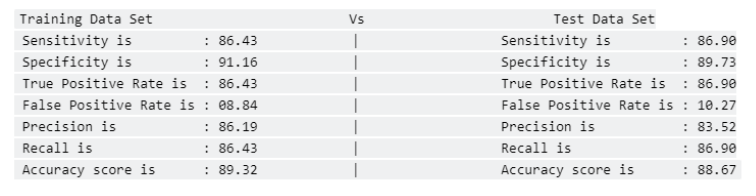 Training Data Set Vs Test Data Set
Sensitivity is : 86.43 | Sensitivity is : 86.90
Specificity is : 91.16 | Specificity is : 89.73
True Positive Rate is : 86.43 | True Positive Rate is : 86.90
False Positive Rate is : 08.84 | False Positive Rate is : 10.27
Precision is : 86.19 | Precision is : 83.52
Recall is : 86.43 | Recall is : 86.90
Accuracy score is : 89.32 | Accuracy score is : 88.67